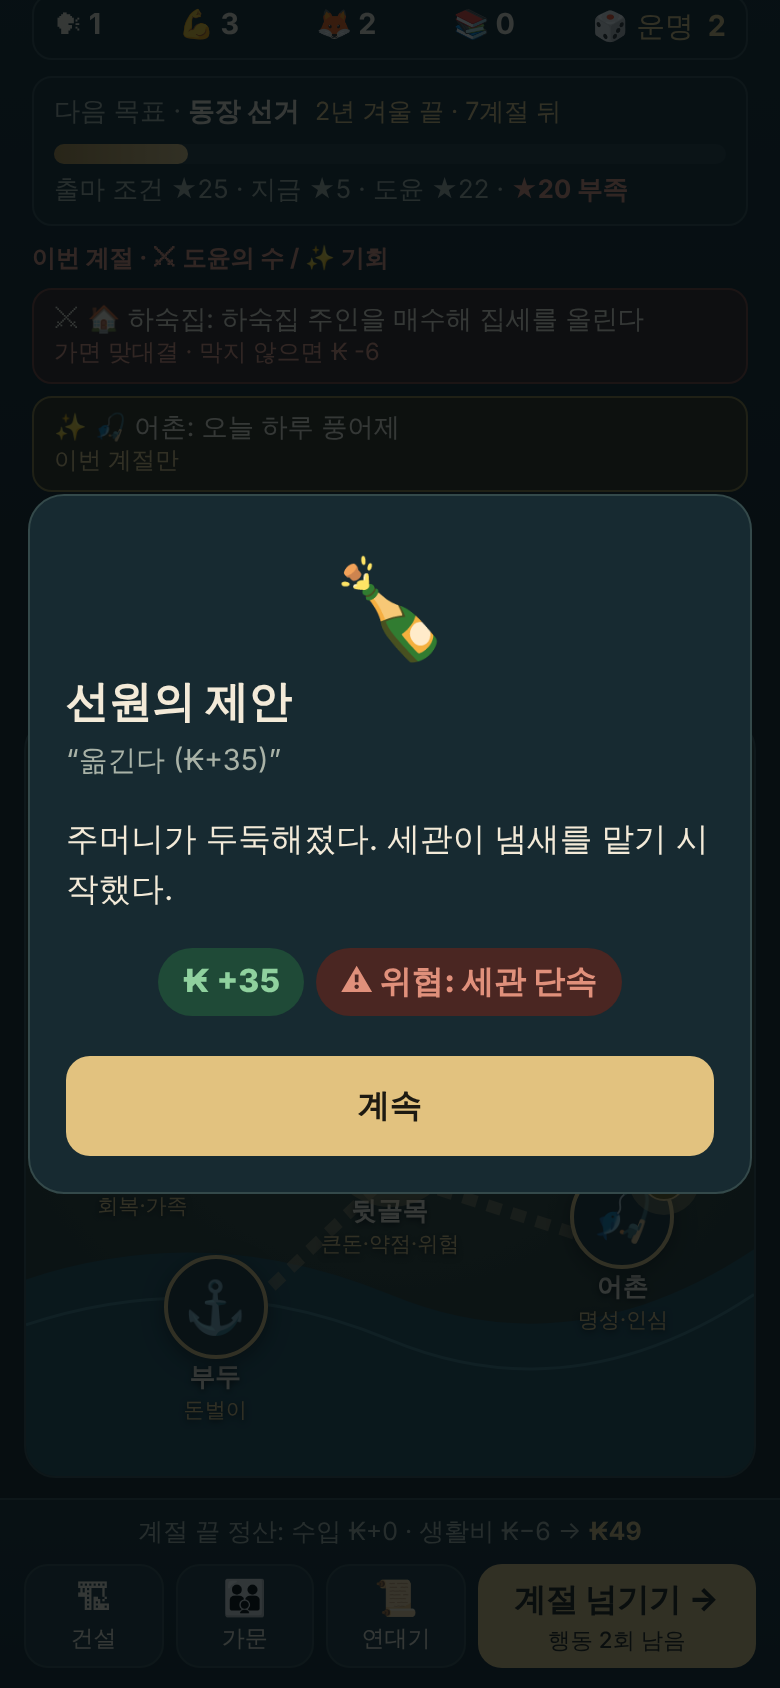 🗣 1 💪 3 🦊 2 📚 0 🎲 운명 2
다음 목표 · 동장 선거 2년 겨울 끝 · 7계절 뒤
출마 조건 ★25 · 지금 ★5 · 도윤 ★22 · ★20 부족
이번 계절 · ⚔ 도윤의 수 / ✨ 기회
⚔ 🏠 하숙집: 하숙집 주인을 매수해 집세를 올린다
가면 맞대결 · 막지 않으면 ₭ -6
✨ 🎣 어촌: 오늘 하루 풍어제
이번 계절만
선원의 제안
“옮긴다 (₭+35)”
주머니가 두둑해졌다. 세관이 냄새를 맡기 시
작했다.
₭ +35 ⚠ 위협: 세관 단속
계속
회복·가족
뒷골목
큰돈·약점·위험
어촌
명성·인심
부두
돈벌이
계절 끝 정산: 수입 ₭+0 · 생활비 ₭−6 → ₭49
건설 가문 연대기 계절 넘기기 →
행동 2회 남음